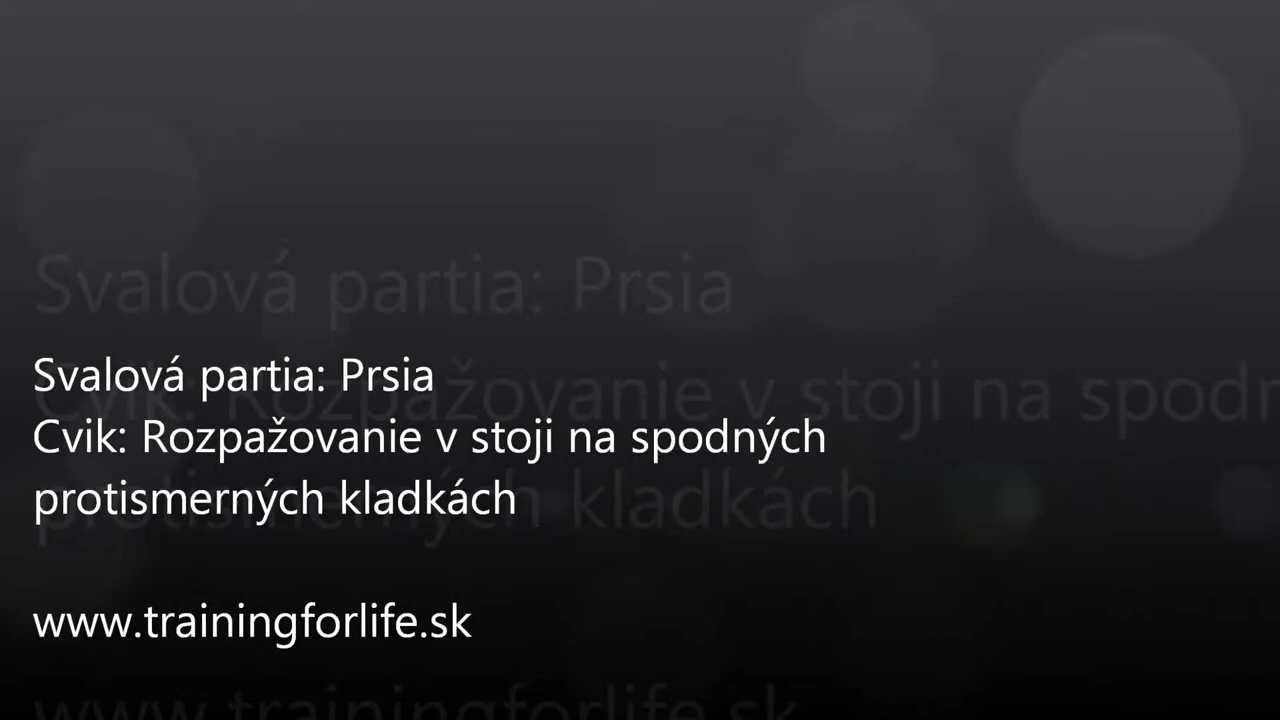 Svalová partia: Prsia
Cvik: Rozpažovanie v stoji na spodných
protismerných kladkách
www.trainingforlife.sk